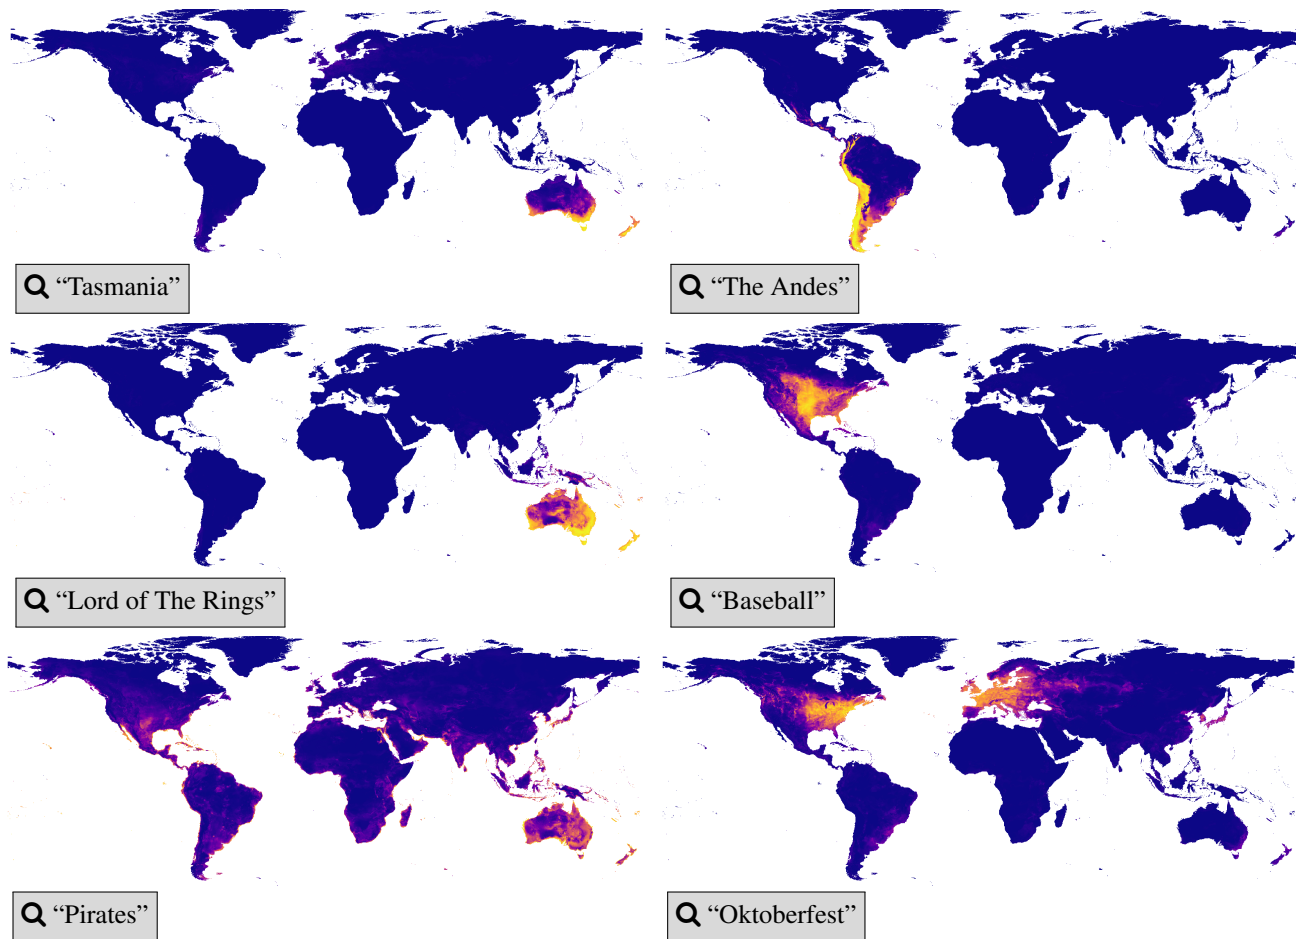 “Tasmania”
“The Andes”
“Lord of The Rings”
“Baseball”
“Pirates”
“Oktoberfest”